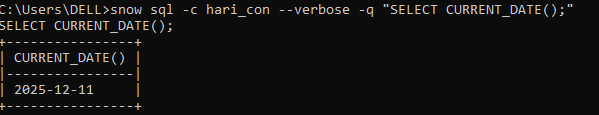 C:\Users\DELL>snow sql -c hari_con --verbose -q "SELECT CURRENT_DATE();"
SELECT CURRENT_DATE();
+----------------+
| CURRENT_DATE() |
|----------------|
| 2025-12-11     |
+----------------+